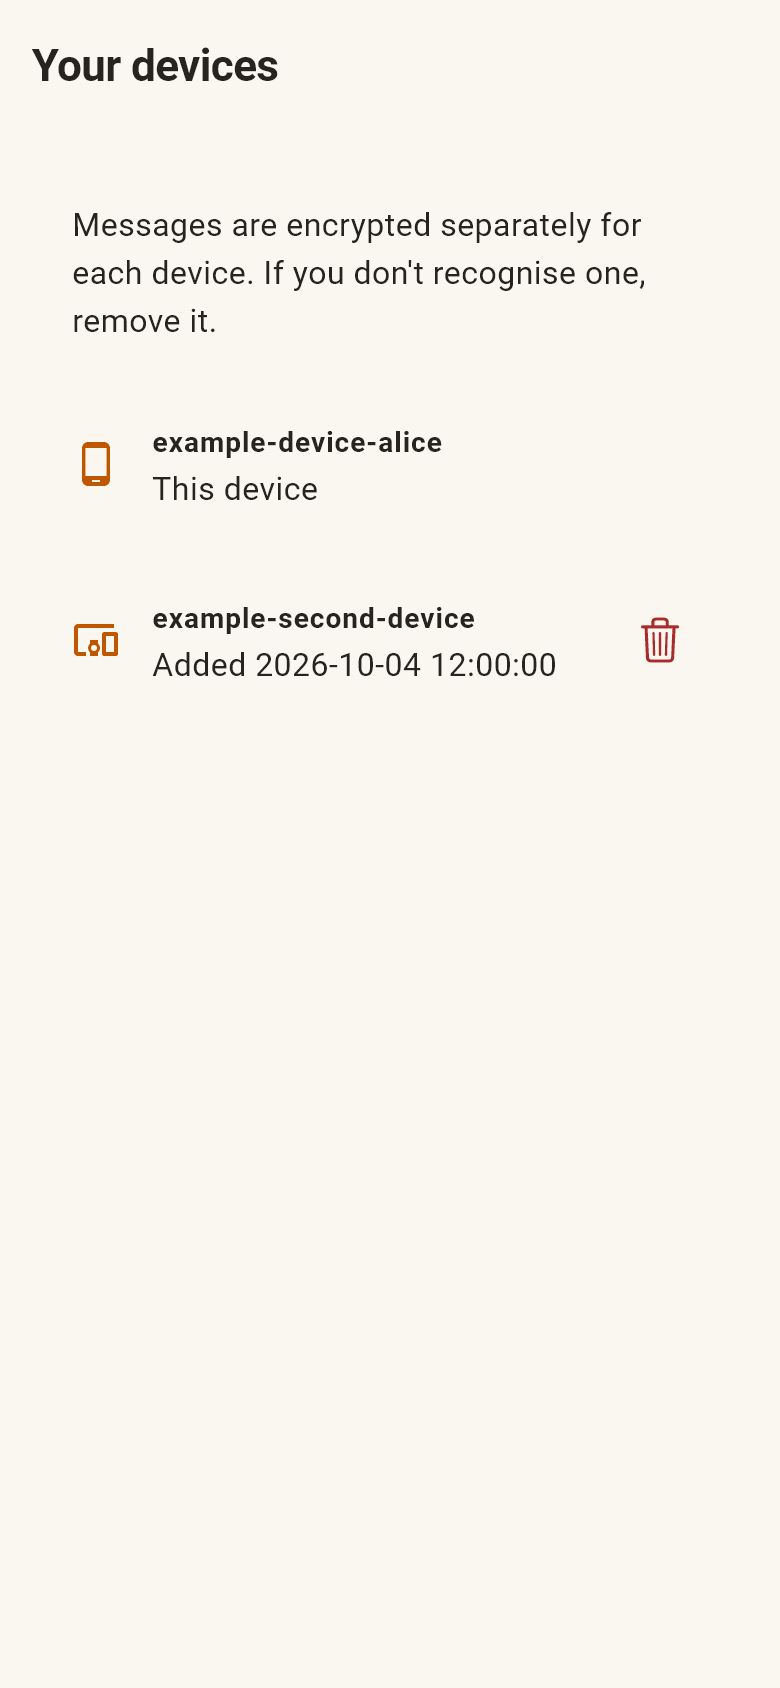 Your devices
Messages are encrypted separately for
each device. If you don't recognise one,
remove it.
example-device-alice
This device
example-second-device
Added 2026-10-04 12:00:00